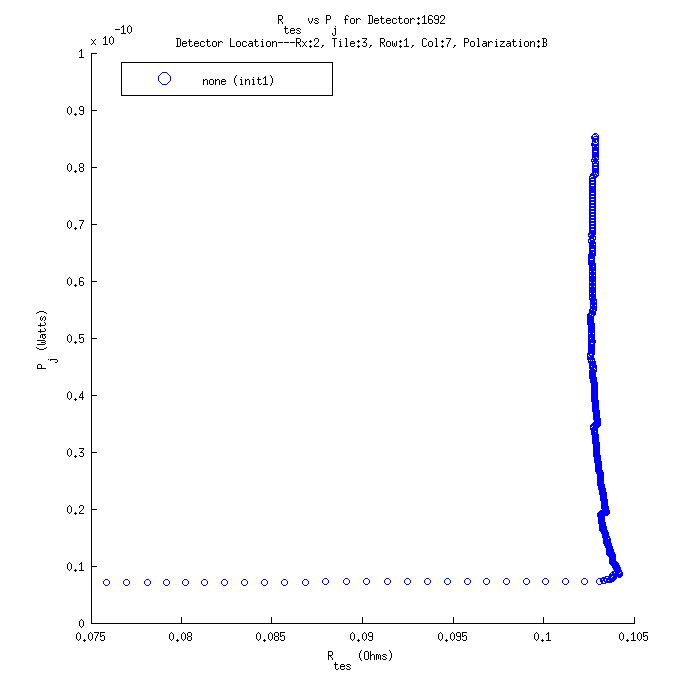 R_tes vs P_j for Detector:1692
Detector Location---Rx:2, Tile:3, Row:1, Col:7, Polarization:B
x 10^-10
none (init1)
1
0.9
0.8
0.7
0.6
0.5
0.4
0.3
0.2
0.1
0
P_j (Watts)
0.075 0.08 0.085 0.09 0.095 0.1 0.105
R_tes (Ohms)